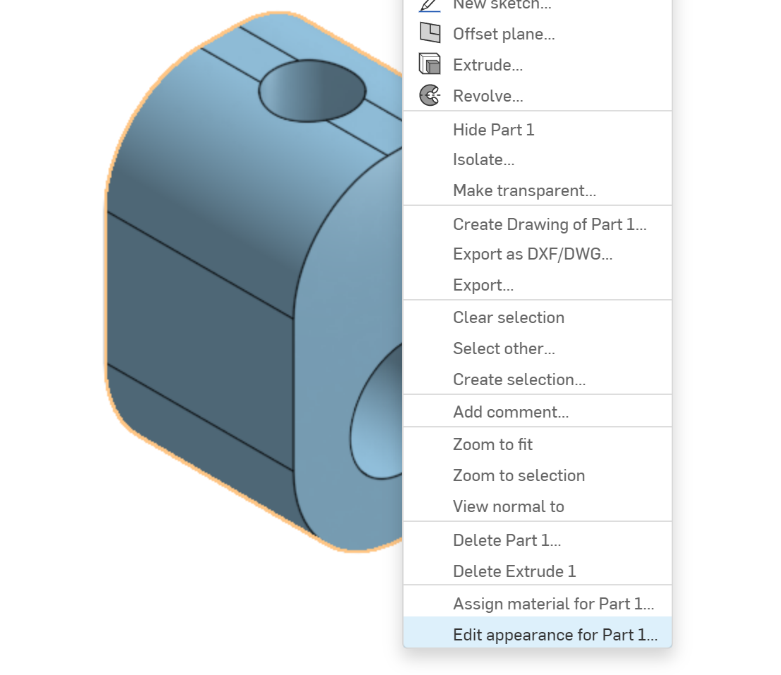 New sketch...
Offset plane...
Extrude...
Revolve...
Hide Part 1
Isolate...
Make transparent...
Create Drawing of Part 1...
Export as DXF/DWG...
Export...
Clear selection
Select other...
Create selection...
Add comment...
Zoom to fit
Zoom to selection
View normal to
Delete Part 1...
Delete Extrude 1
Assign material for Part 1...
Edit appearance for Part 1...